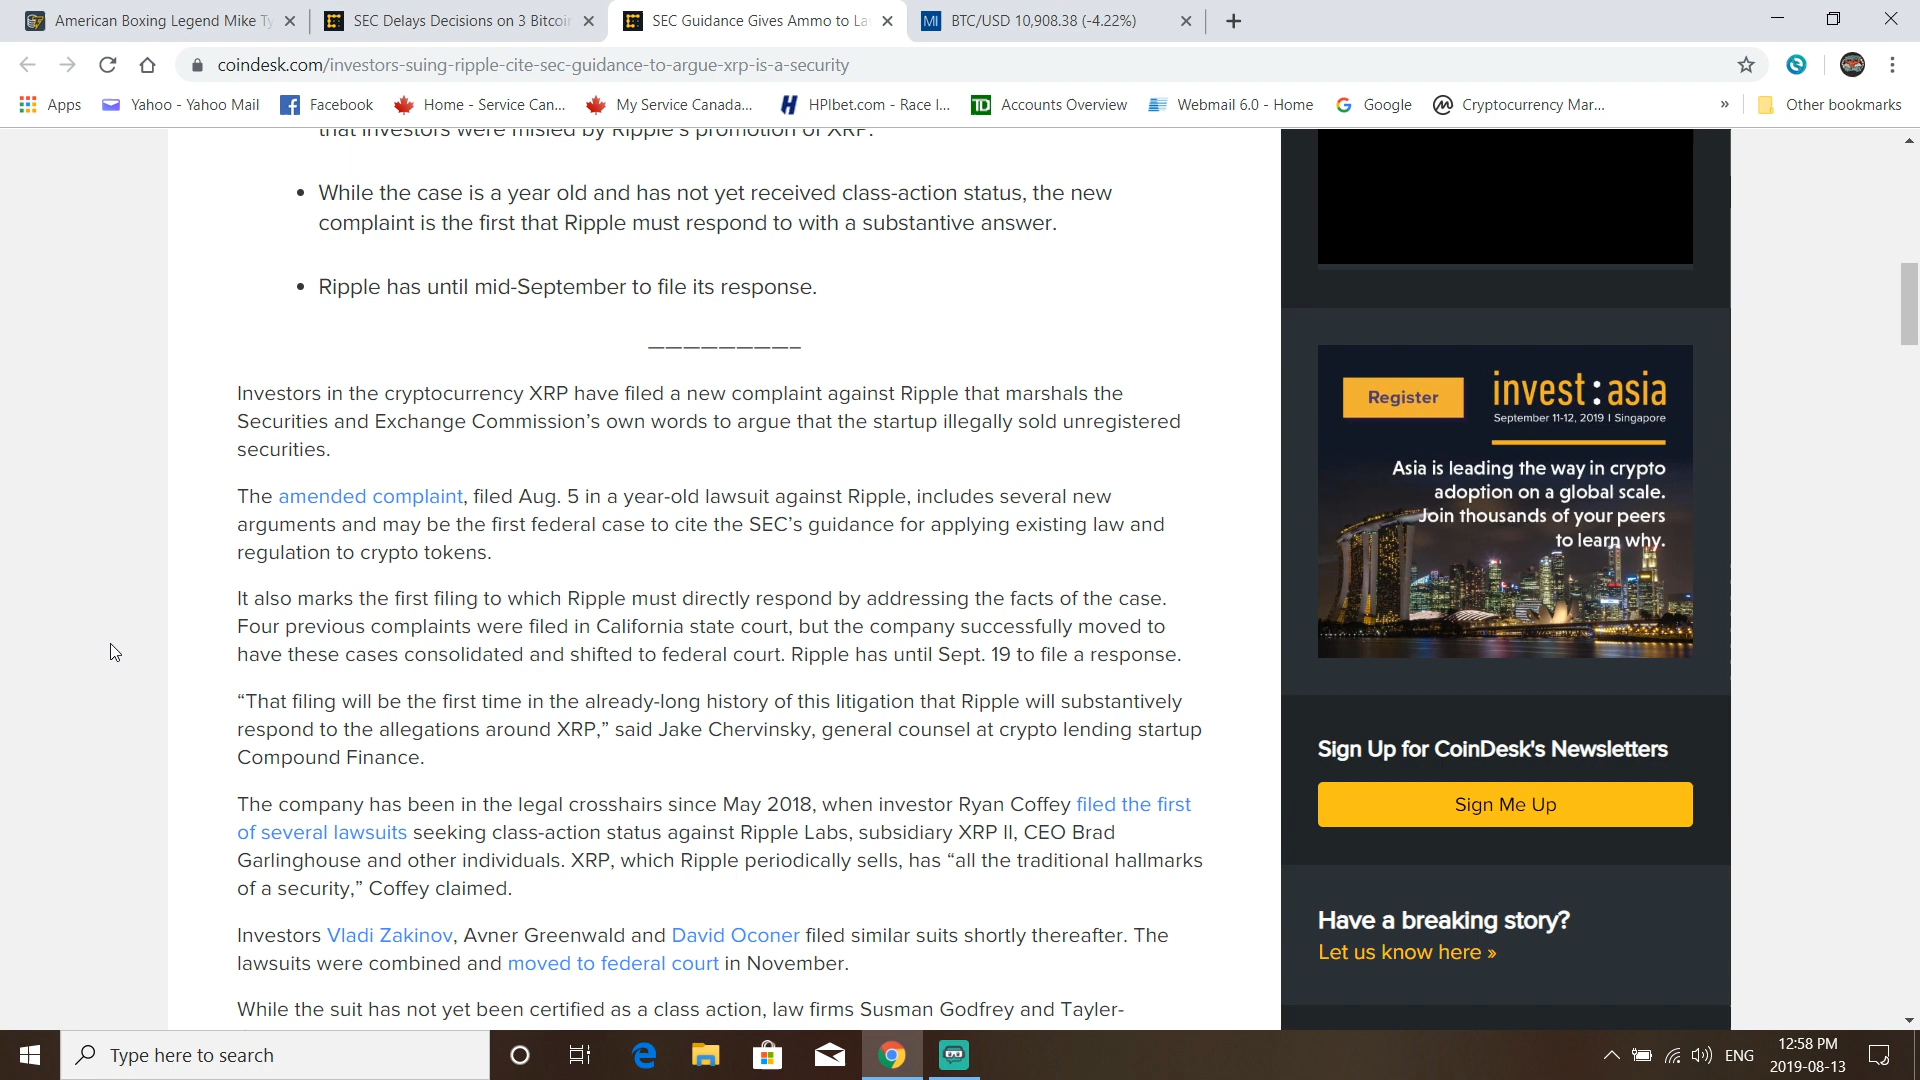 American Boxing Legend Mike Ty
SEC Delays Decisions on 3 Bitcoin
SEC Guidance Gives Ammo to La
MI BTC/USD 10,908.38 (-4.22%)
coindesk.com/investors-suing-ripple-cite-sec-guidance-to-argue-xrp-is-a-security
Apps
Yahoo - Yahoo Mail
Facebook
Home - Service Can...
My Service Canada...
HPIbet.com - Race I...
TD Accounts Overview
Webmail 6.0 - Home
Google
Cryptocurrency Mar...
»
Other bookmarks
that investors were misled by Ripple's promotion of XRP.
• While the case is a year old and has not yet received class-action status, the new
complaint is the first that Ripple must respond to with a substantive answer.
• Ripple has until mid-September to file its response.
—————————–
Investors in the cryptocurrency XRP have filed a new complaint against Ripple that marshals the
Securities and Exchange Commission’s own words to argue that the startup illegally sold unregistered
securities.
The amended complaint, filed Aug. 5 in a year-old lawsuit against Ripple, includes several new
arguments and may be the first federal case to cite the SEC’s guidance for applying existing law and
regulation to crypto tokens.
It also marks the first filing to which Ripple must directly respond by addressing the facts of the case.
Four previous complaints were filed in California state court, but the company successfully moved to
have these cases consolidated and shifted to federal court. Ripple has until Sept. 19 to file a response.
“That filing will be the first time in the already-long history of this litigation that Ripple will substantively
respond to the allegations around XRP,” said Jake Chervinsky, general counsel at crypto lending startup
Compound Finance.
The company has been in the legal crosshairs since May 2018, when investor Ryan Coffey filed the first
of several lawsuits seeking class-action status against Ripple Labs, subsidiary XRP II, CEO Brad
Garlinghouse and other individuals. XRP, which Ripple periodically sells, has “all the traditional hallmarks
of a security,” Coffey claimed.
Investors Vladi Zakinov, Avner Greenwald and David Oconer filed similar suits shortly thereafter. The
lawsuits were combined and moved to federal court in November.
While the suit has not yet been certified as a class action, law firms Susman Godfrey and Tayler-
Register
invest:asia
September 11-12, 2019 | Singapore
Asia is leading the way in crypto
adoption on a global scale.
Join thousands of your peers
to learn why.
Sign Up for CoinDesk's Newsletters
Sign Me Up
Have a breaking story?
Let us know here »
Type here to search
ENG
12:58 PM
2019-08-13